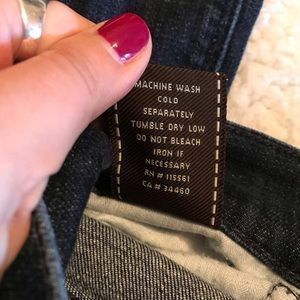 MACHINE WASH
COLD
SEPARATELY
TUMBLE DRY LOW
DO NOT BLEACH
IRON IF
NECESSARY
RN # 115561
CA # 34460